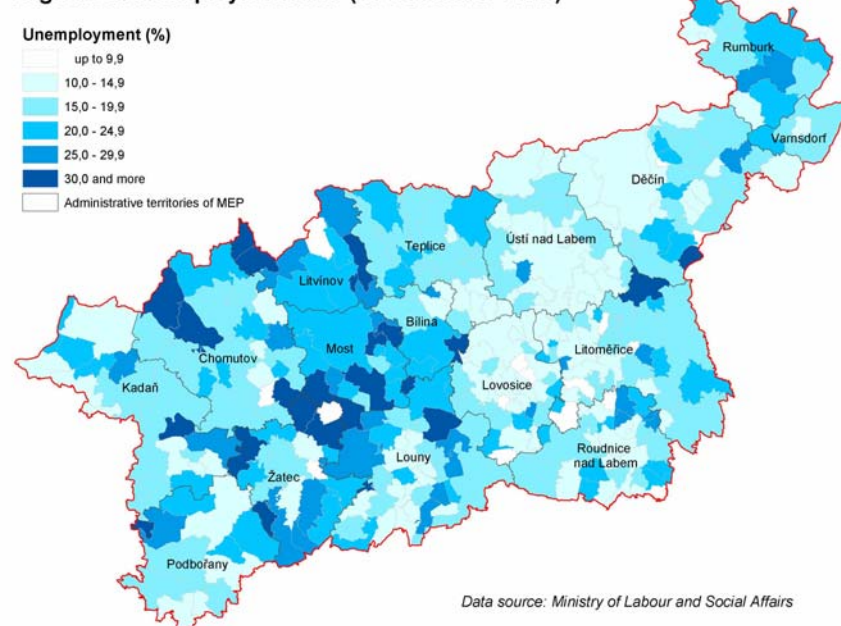 Unemployment (%)
up to 9,9
10,0 - 14,9
15,0 - 19,9
20,0 - 24,9
25,0 - 29,9
30,0 and more
Administrative territories of MEP
Rumburk
Varnsdorf
Děčín
Ústí nad Labem
Teplice
Litvínov
Bílina
Most
Litoměřice
Chomutov
Lovosice
Kadaň
Roudnice
nad Labem
Louny
Žatec
Podbořany
Data source: Ministry of Labour and Social Affairs